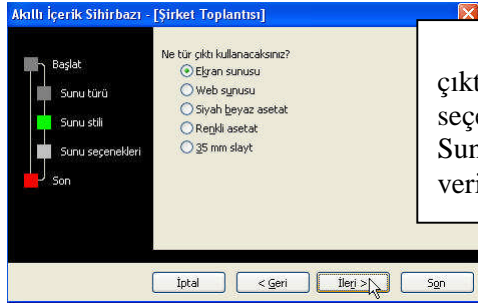 Akıllı İçerik Sihirbazı - [Şirket Toplantısı]
Başlat
Sunu türü
Sunu stili
Sunu seçenekleri
Son
Ne tür çıktı kullanacaksınız?
Ekran sunusu
Web sunusu
Siyah beyaz asetat
Renkli asetat
35 mm slayt
İptal
< Geri
İleri >
Son